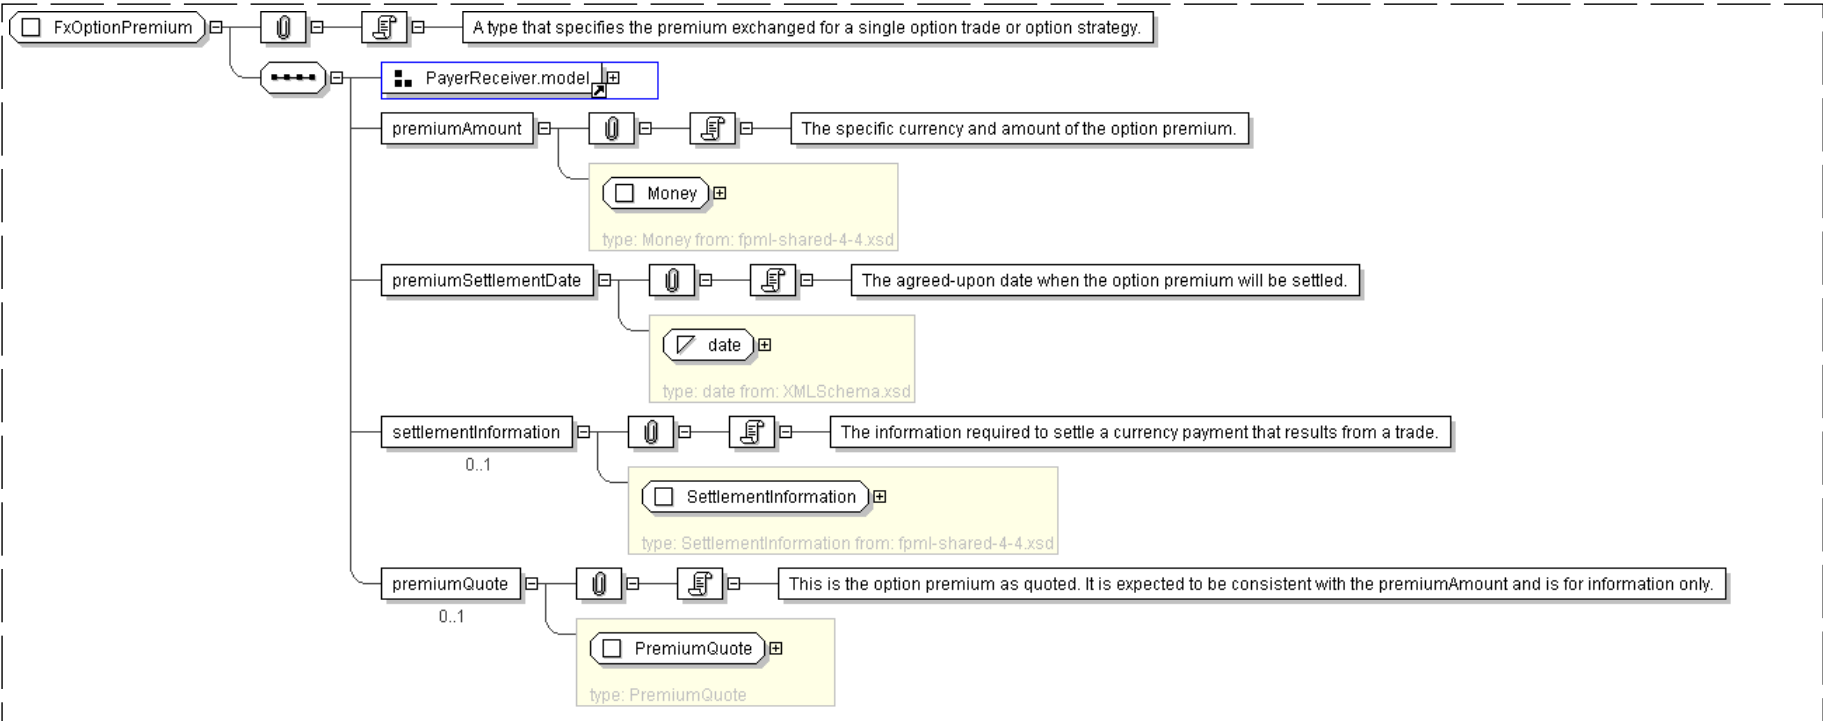 FxOptionPremium
A type that specifies the premium exchanged for a single option trade or option strategy.
PayerReceiver.model
premiumAmount
The specific currency and amount of the option premium.
Money
type: Money from: fpml-shared-4-4.xsd
premiumSettlementDate
The agreed-upon date when the option premium will be settled.
date
type: date from: XMLSchema.xsd
settlementInformation
The information required to settle a currency payment that results from a trade.
0..1
SettlementInformation
type: SettlementInformation from: fpml-shared-4-4.xsd
premiumQuote
This is the option premium as quoted. It is expected to be consistent with the premiumAmount and is for information only.
0..1
PremiumQuote
type: PremiumQuote